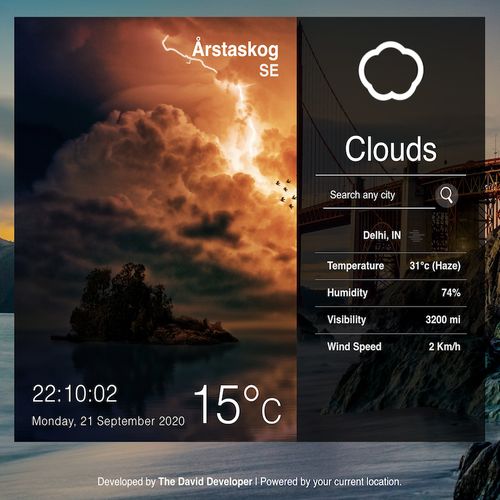 Årstaskog
SE
22:10:02
Monday, 21 September 2020
15°c
Clouds
Search any city
Delhi, IN
Temperature 31°c (Haze)
Humidity 74%
Visibility 3200 mi
Wind Speed 2 Km/h
Developed by The David Developer | Powered by your current location.